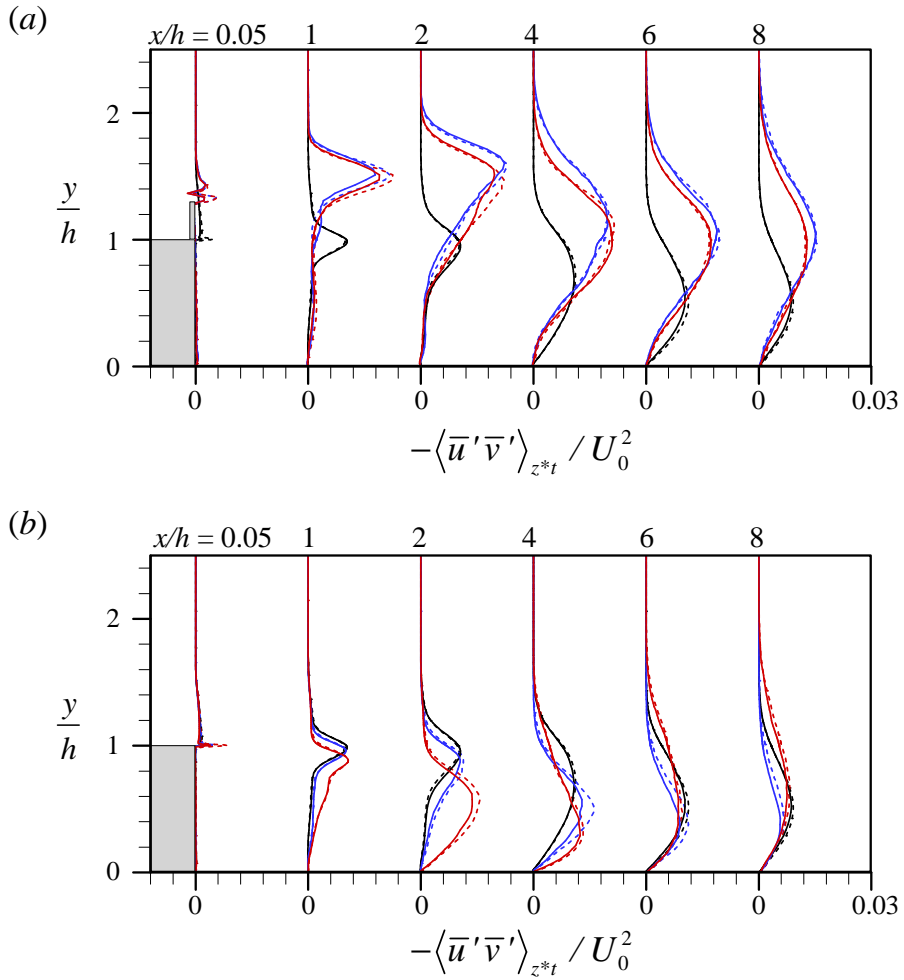 (a)
x/h = 0.05 1 2 4 6 8
2
y/h
1
0
0 0 0 0 0 0 0.03
−⟨u̅′v̅′⟩z*t / U₀²
(b)
x/h = 0.05 1 2 4 6 8
2
y/h
1
0
0 0 0 0 0 0 0.03
−⟨u̅′v̅′⟩z*t / U₀²